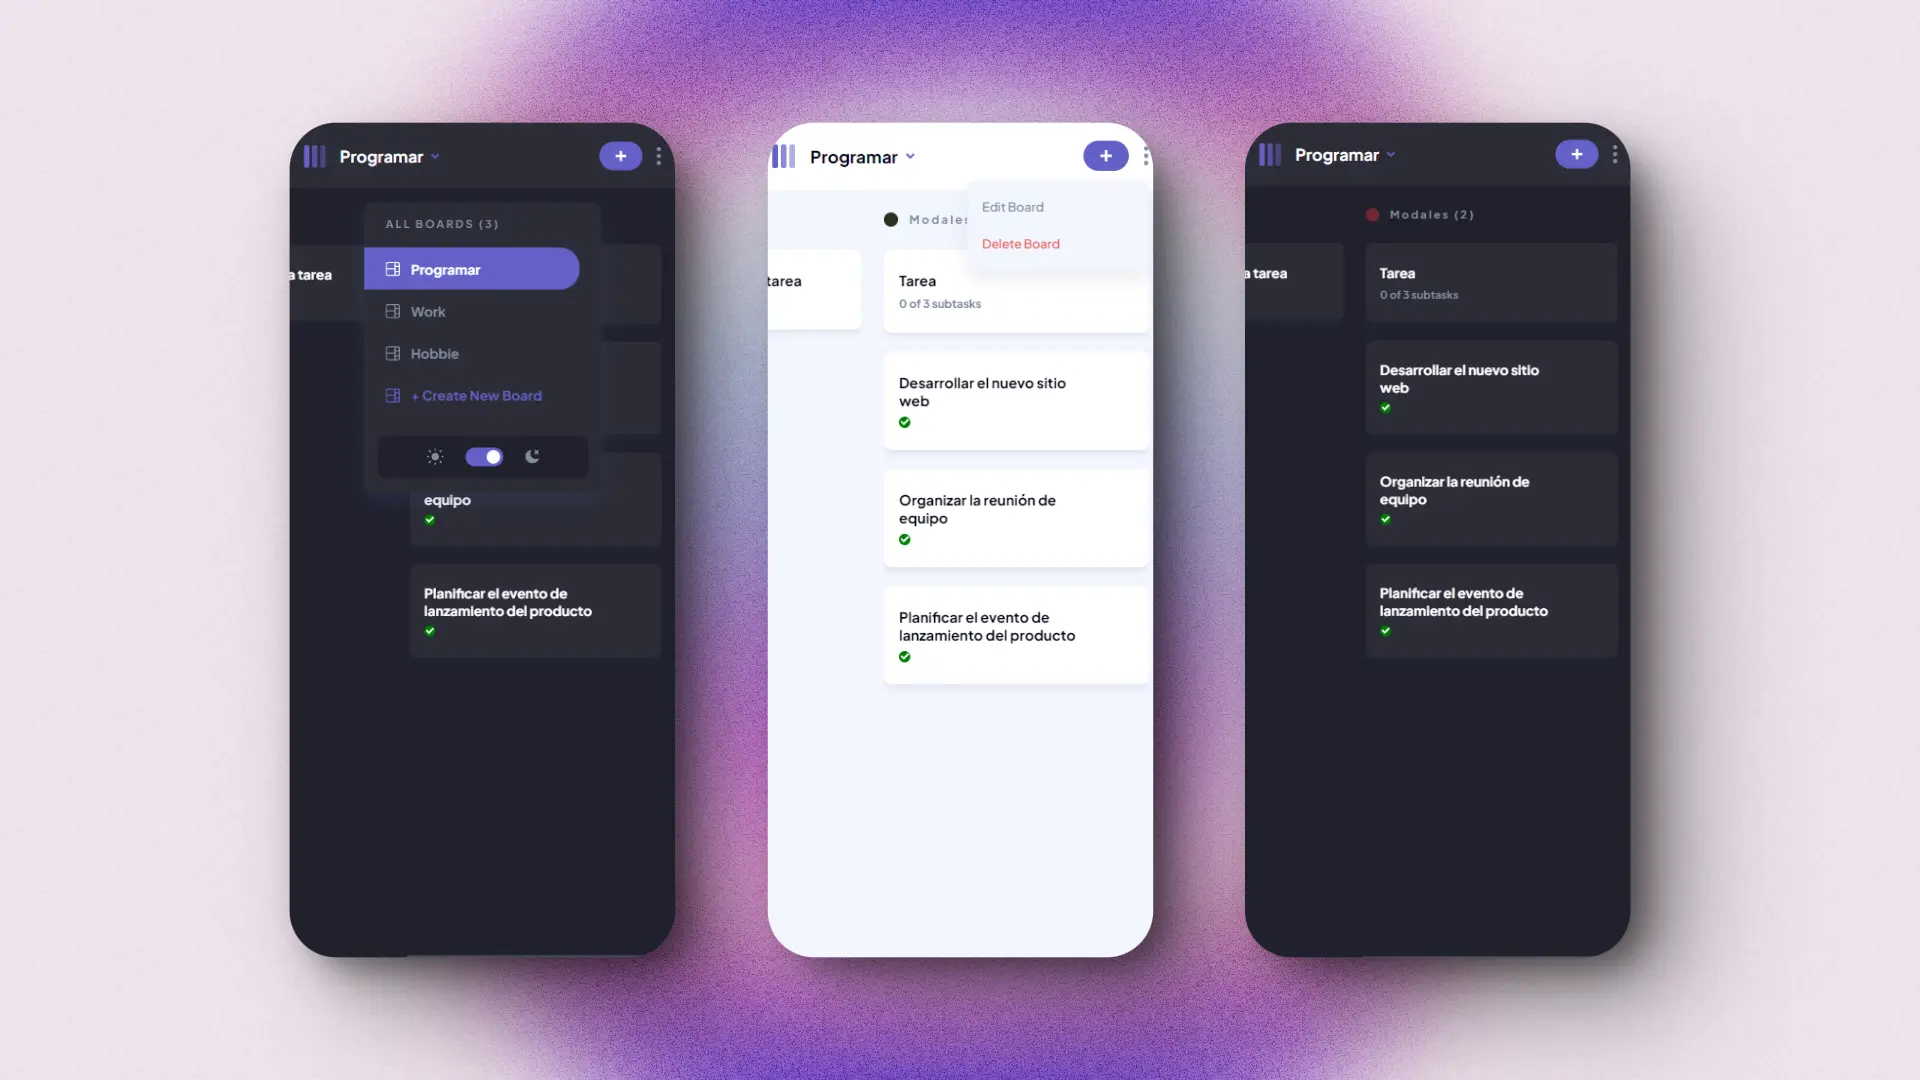 Programar
+
ALL BOARDS (3)
Programar
Work
Hobbie
+ Create New Board
a tarea
equipo
Planificar el evento de
lanzamiento del producto
Programar
+
Edit Board
Delete Board
Modales
tarea
Tarea
0 of 3 subtasks
Desarrollar el nuevo sitio
web
Organizar la reunión de
equipo
Planificar el evento de
lanzamiento del producto
Programar
+
Modales (2)
a tarea
Tarea
0 of 3 subtasks
Desarrollar el nuevo sitio
web
Organizar la reunión de
equipo
Planificar el evento de
lanzamiento del producto